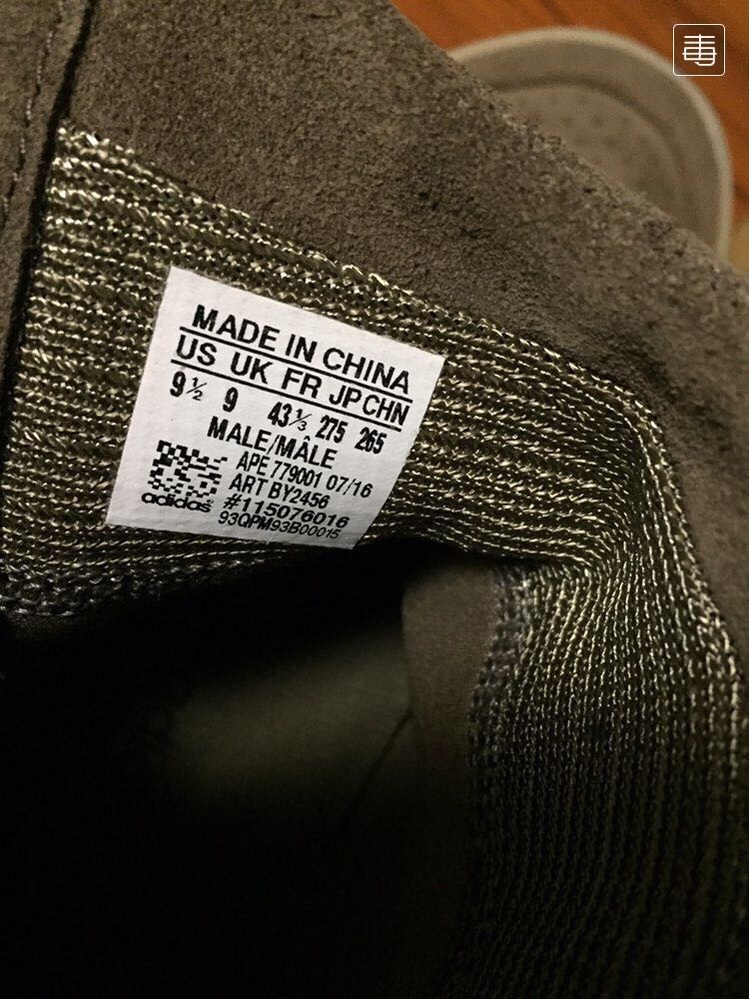 毒
MADE IN CHINA
US UK FR JP CHN
9½ 9 43⅓ 275 265
MALE/MÂLE
APE 779001 07/16
ART BY2456
#115076016
93QPM93B00015
adidas